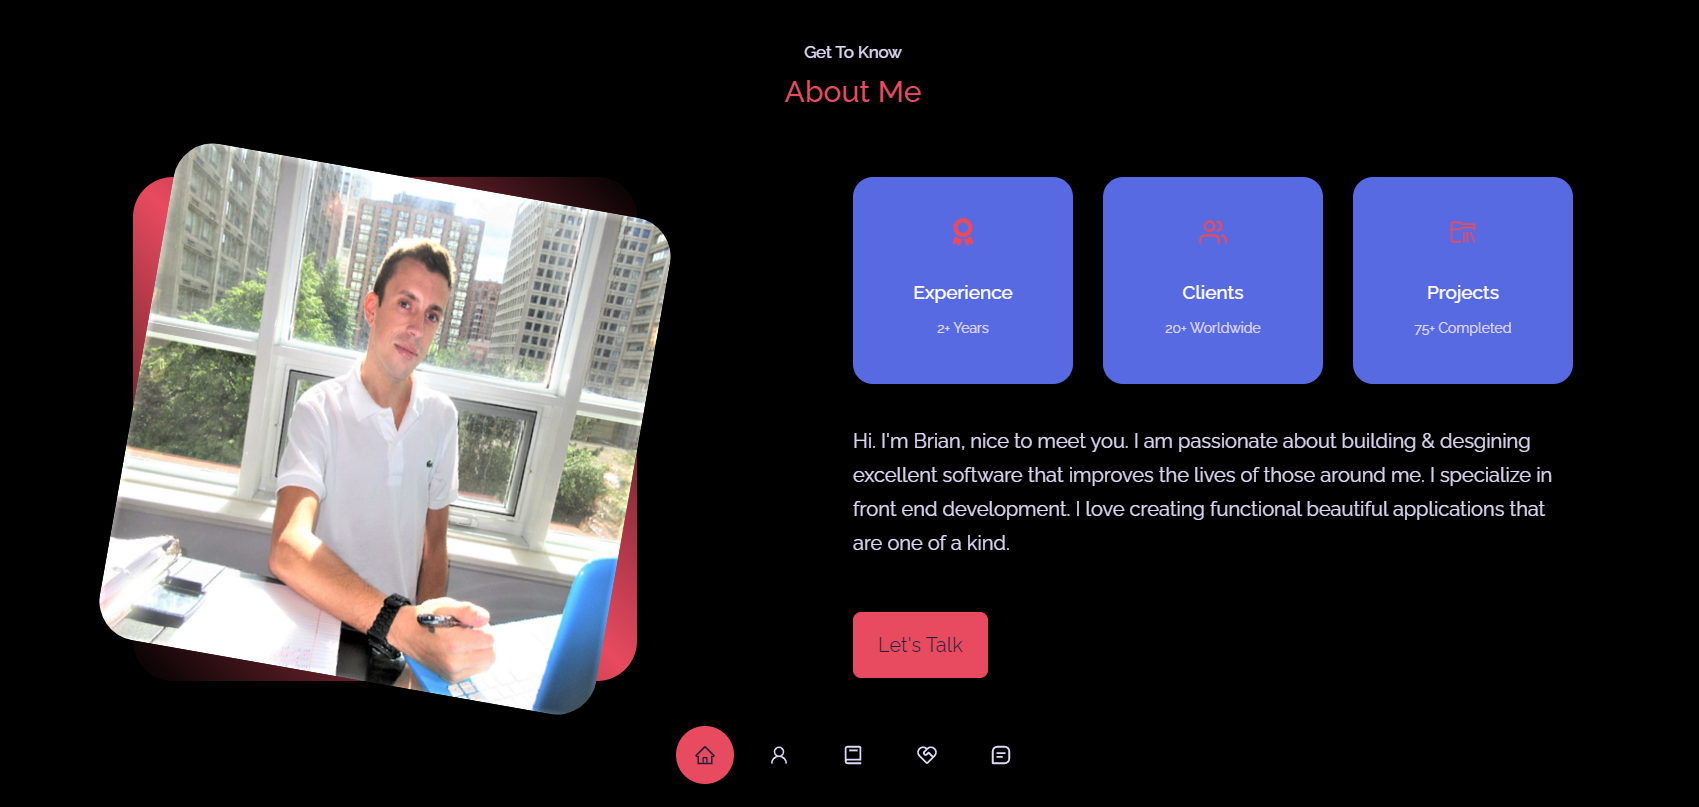 Get To Know
About Me
Experience
2+ Years
Clients
20+ Worldwide
Projects
75+ Completed
Hi. I'm Brian, nice to meet you. I am passionate about building & desgining
excellent software that improves the lives of those around me. I specialize in
front end development. I love creating functional beautiful applications that
are one of a kind.
Let's Talk